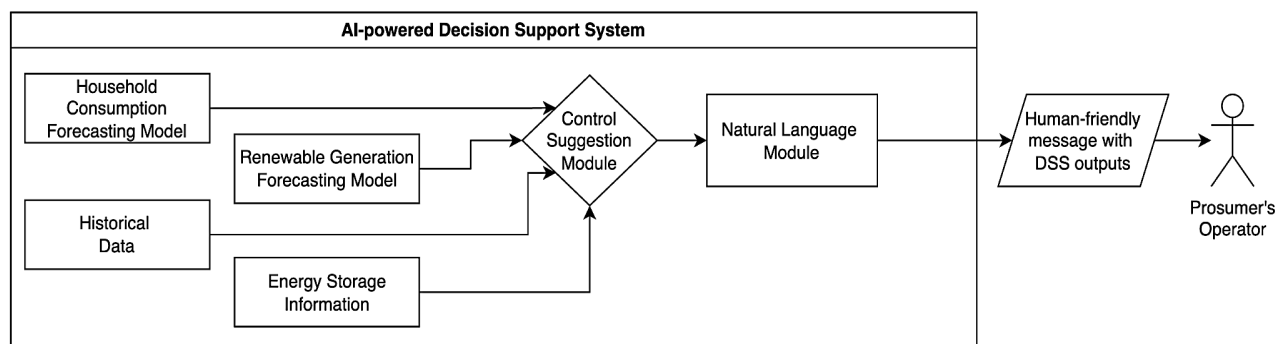 AI-powered Decision Support System
Household
Consumption
Forecasting Model
Renewable Generation
Forecasting Model
Historical
Data
Energy Storage
Information
Control
Suggestion
Module
Natural Language
Module
Human-friendly
message with
DSS outputs
Prosumer's
Operator